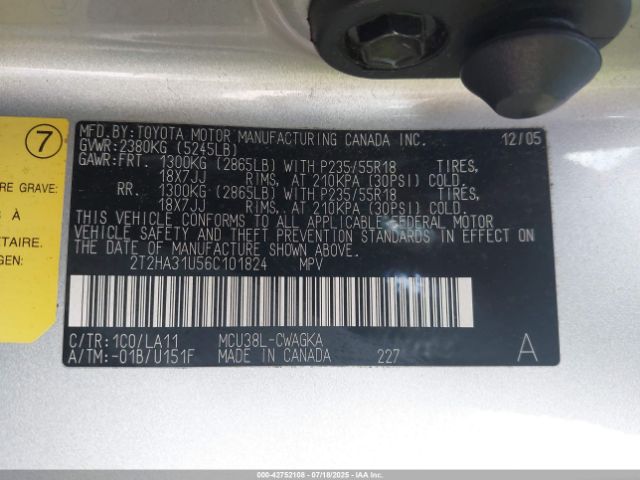 7
RE GRAVE:
S À
TAIRE.
GEN.
MFD. BY: TOYOTA MOTOR MANUFACTURING CANADA INC. 12/05
GVWR: 2380KG (5245LB)
GAWR: FRT. 1300KG (2865LB) WITH P235/55R18 TIRES,
18X7JJ RIMS, AT 210KPA (30PSI) COLD.
RR. 1300KG (2865LB) WITH P235/55R18 TIRES,
18X7JJ RIMS, AT 210KPA (30PSI) COLD.
THIS VEHICLE CONFORMS TO ALL APPLICABLE FEDERAL MOTOR
VEHICLE SAFETY AND THEFT PREVENTION STANDARDS IN EFFECT ON
THE DATE OF MANUFACTURE SHOWN ABOVE.
2T2HA31U56C101824 MPV
C/TR: 1C0/LA11 MCU38L-CWAGKA
A/TM: -01B/U151F MADE IN CANADA 227 A
000-42752108 - 07/18/2025 - IAA Inc.